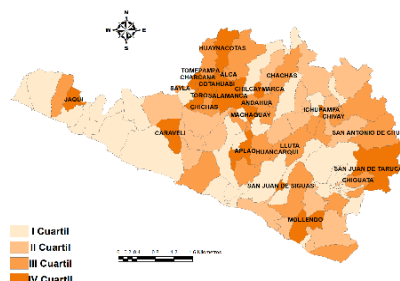 N
W E
S
HUAYNACOTAS
TOMEPAMPA
CHARCANA
ALCA
COTAHUASI
SAYLA
TORO
SALAMANCA
CHILCAYMARCA
CHACHAS
ANDAHUA
CHICHAS
MACHAGUAY
ICHUPAMPA
CHIVAY
JAQUI
CARAVELI
SAN ANTONIO DE CHU
LLUTA
APLAO
HUANCARQUI
SAN JUAN DE TARUCA
CHIGUATA
SAN JUAN DE SIGUAS
MOLLENDO
I Cuartil
II Cuartil
III Cuartil
IV Cuartil